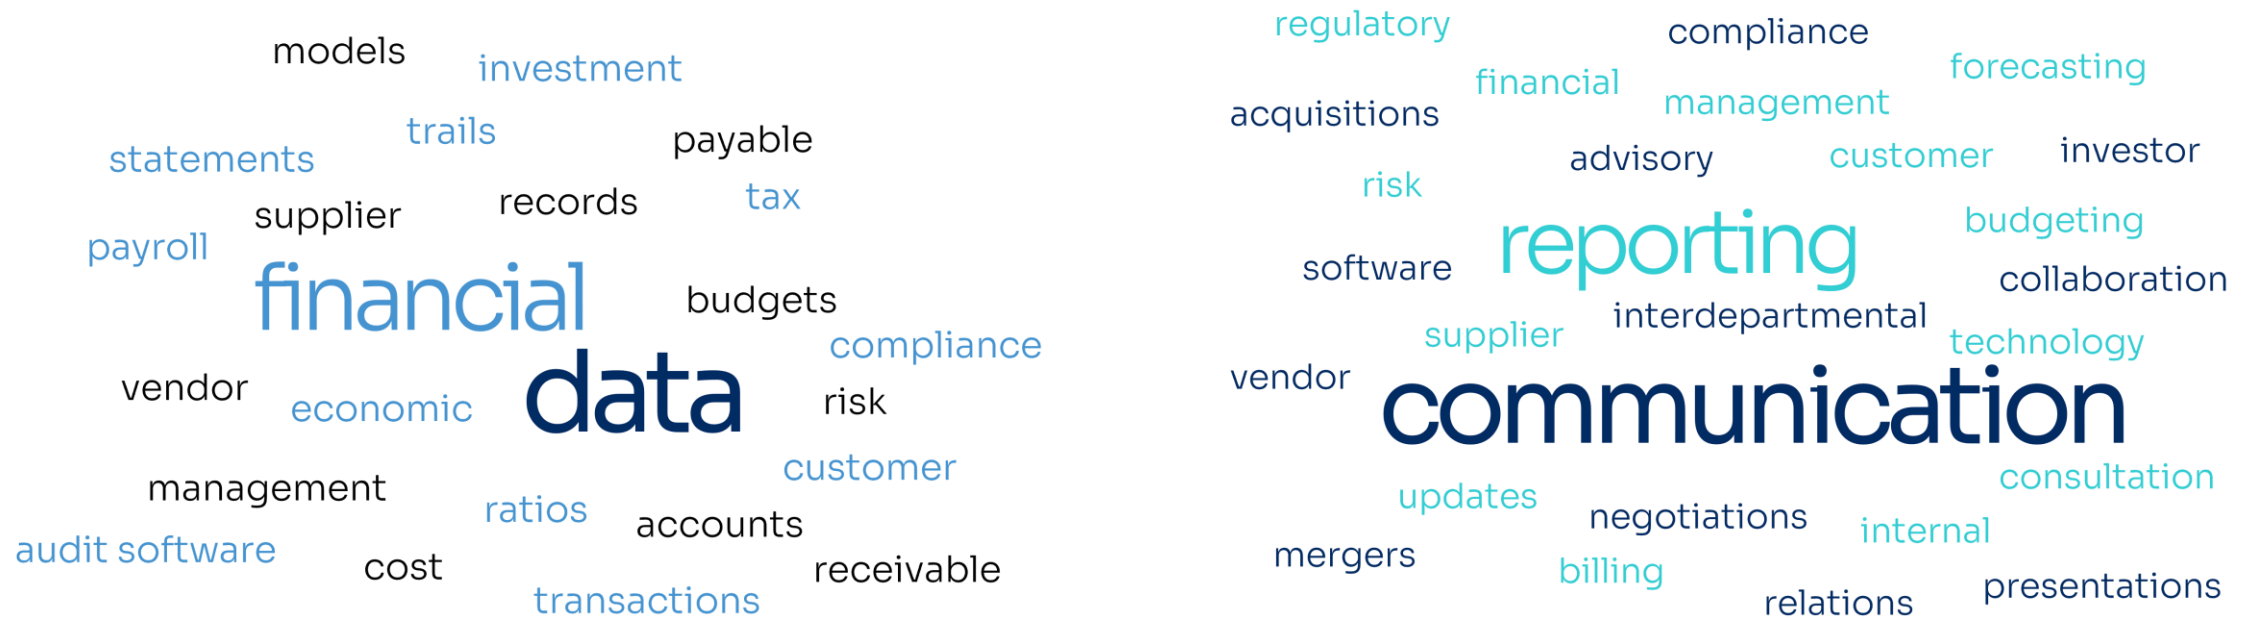 models
investment
trails
payable
statements
tax
records
supplier
payroll
financial
budgets
compliance
data
vendor
risk
economic
customer
management
ratios
accounts
audit software
cost
receivable
transactions
regulatory
compliance
forecasting
financial
management
acquisitions
investor
advisory
customer
risk
budgeting
reporting
software
collaboration
interdepartmental
supplier
technology
vendor
communication
consultation
updates
negotiations
internal
mergers
billing
presentations
relations